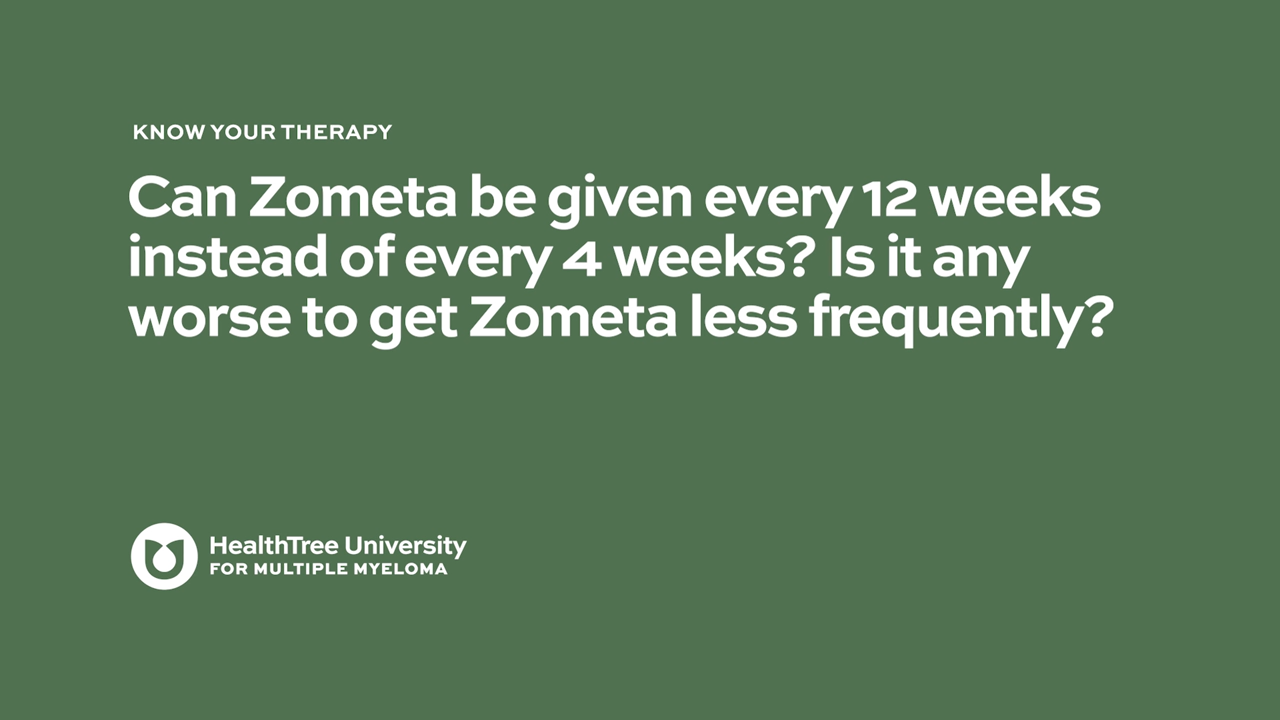 KNOW YOUR THERAPY
Can Zometa be given every 12 weeks
instead of every 4 weeks? Is it any
worse to get Zometa less frequently?
HealthTree University
FOR MULTIPLE MYELOMA